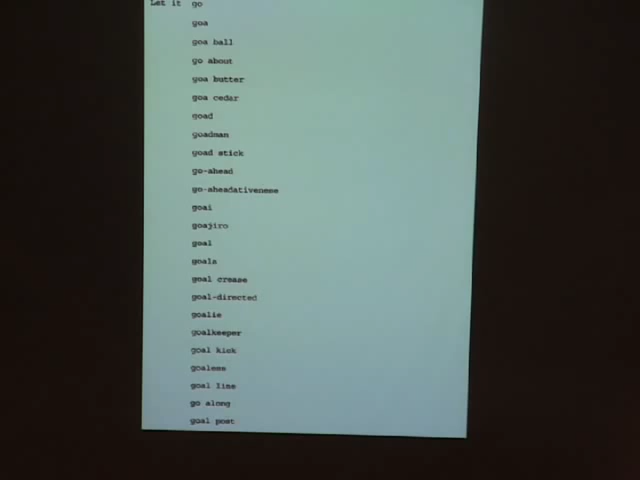 Let it go
goa
goa ball
go about
goa butter
goa cedar
goad
goadman
goad stick
go-ahead
go-aheadativeness
goai
goajiro
goal
goals
goal crease
goal-directed
goalie
goalkeeper
goal kick
goaless
goal line
go along
goal post